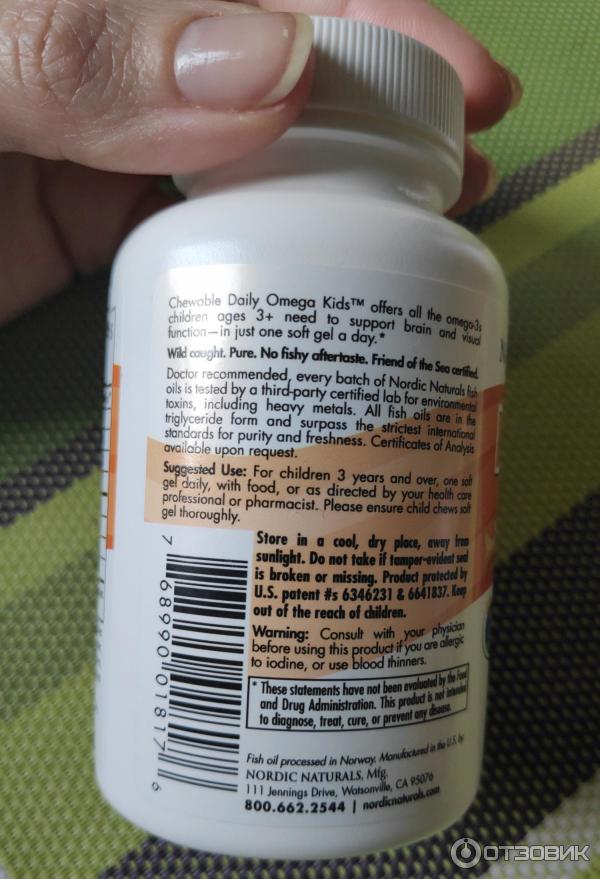 Chewable Daily Omega Kids™ offers all the omega-3s
children ages 3+ need to support brain and visual
function—in just one soft gel a day.*
Wild caught. Pure. No fishy aftertaste. Friend of the Sea certified.
Doctor recommended, every batch of Nordic Naturals fish
oils is tested by a third-party certified lab for environmental
toxins, including heavy metals. All fish oils are in the
triglyceride form and surpass the strictest international
standards for purity and freshness. Certificates of Analysis
available upon request.
Suggested Use: For children 3 years and over, one soft
gel daily, with food, or as directed by your health care
professional or pharmacist. Please ensure child chews soft
gel thoroughly.
Store in a cool, dry place, away from
sunlight. Do not take if tamper-evident seal
is broken or missing. Product protected by
U.S. patent #s 6346231 & 6641837. Keep
out of the reach of children.
Warning: Consult with your physician
before using this product if you are allergic
to iodine, or use blood thinners.
* These statements have not been evaluated by the Food
and Drug Administration. This product is not intended
to diagnose, treat, cure, or prevent any disease.
Fish oil processed in Norway. Manufactured in the U.S. by:
NORDIC NATURALS, Mfg.
111 Jennings Drive, Watsonville, CA 95076
800.662.2544 | nordicnaturals.com
7 68990 01817 6
ОТЗОВИК